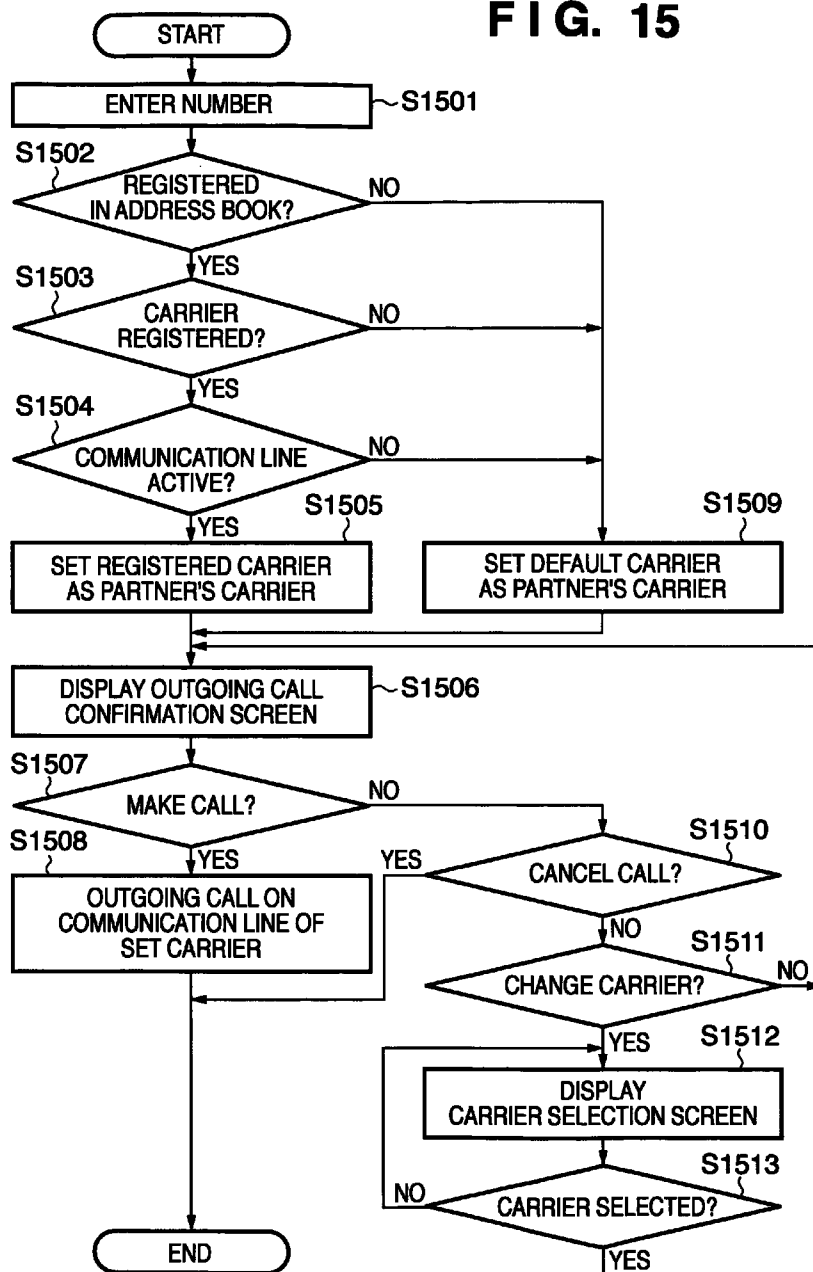 FIG. 15
START
ENTER NUMBER
S1501
S1502
REGISTERED
IN ADDRESS BOOK?
NO
YES
S1503
CARRIER
REGISTERED?
NO
YES
S1504
COMMUNICATION LINE
ACTIVE?
NO
YES
S1505
SET REGISTERED CARRIER
AS PARTNER'S CARRIER
S1509
SET DEFAULT CARRIER
AS PARTNER'S CARRIER
DISPLAY OUTGOING CALL
CONFIRMATION SCREEN
S1506
S1507
MAKE CALL?
NO
YES
S1508
OUTGOING CALL ON
COMMUNICATION LINE OF
SET CARRIER
S1510
CANCEL CALL?
YES
NO
S1511
CHANGE CARRIER?
NO
YES
S1512
DISPLAY
CARRIER SELECTION SCREEN
S1513
CARRIER SELECTED?
NO
YES
END